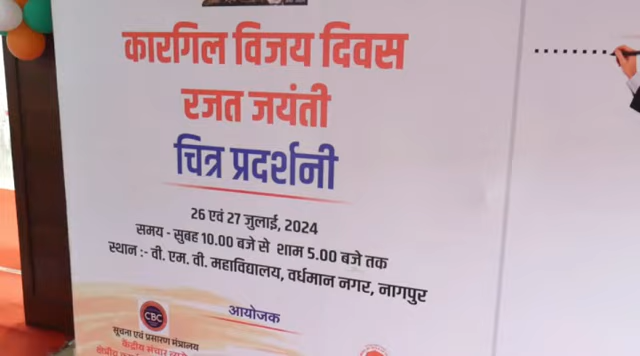 कारगिल विजय दिवस
रजत जयंती
चित्र प्रदर्शनी
26 एवं 27 जुलाई, 2024
समय - सुबह 10.00 बजे से शाम 5.00 बजे तक
स्थान :- वी. एम. वी. महाविद्यालय, वर्धमान नगर, नागपुर
आयोजक
CBC
सूचना एवं प्रसारण मंत्रालय
केंद्रीय संचार